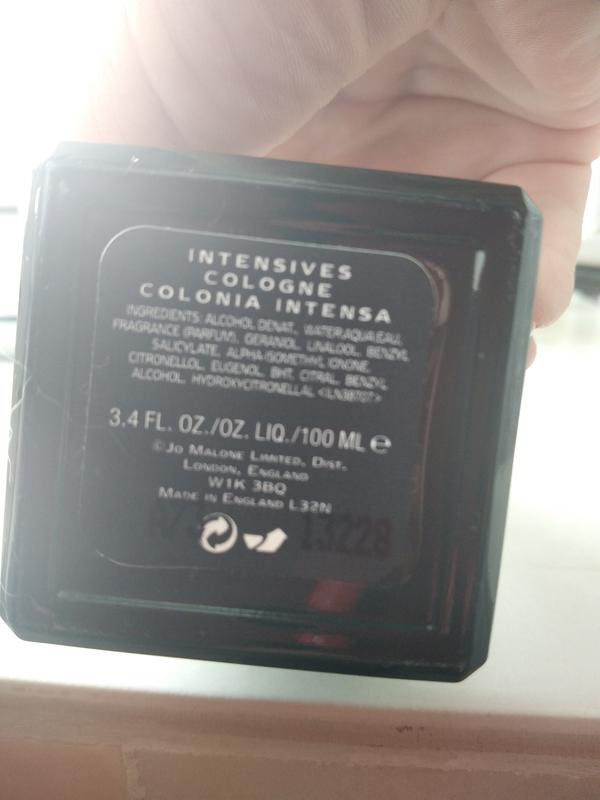 INTENSIVES
COLOGNE
COLONIA INTENSA
INGREDIENTS: ALCOHOL DENAT., WATER\AQUA\EAU,
FRAGRANCE (PARFUM), GERANIOL, LINALOOL, BENZYL
SALICYLATE, ALPHA-ISOMETHYL IONONE,
CITRONELLOL, EUGENOL, BHT, CITRAL, BENZYL
ALCOHOL, HYDROXYCITRONELLAL
3.4 FL. OZ./OZ. LIQ./100 ML ℮
©JO MALONE LIMITED, DIST.
LONDON, ENGLAND
W1K 3BQ
MADE IN ENGLAND L32N
13228